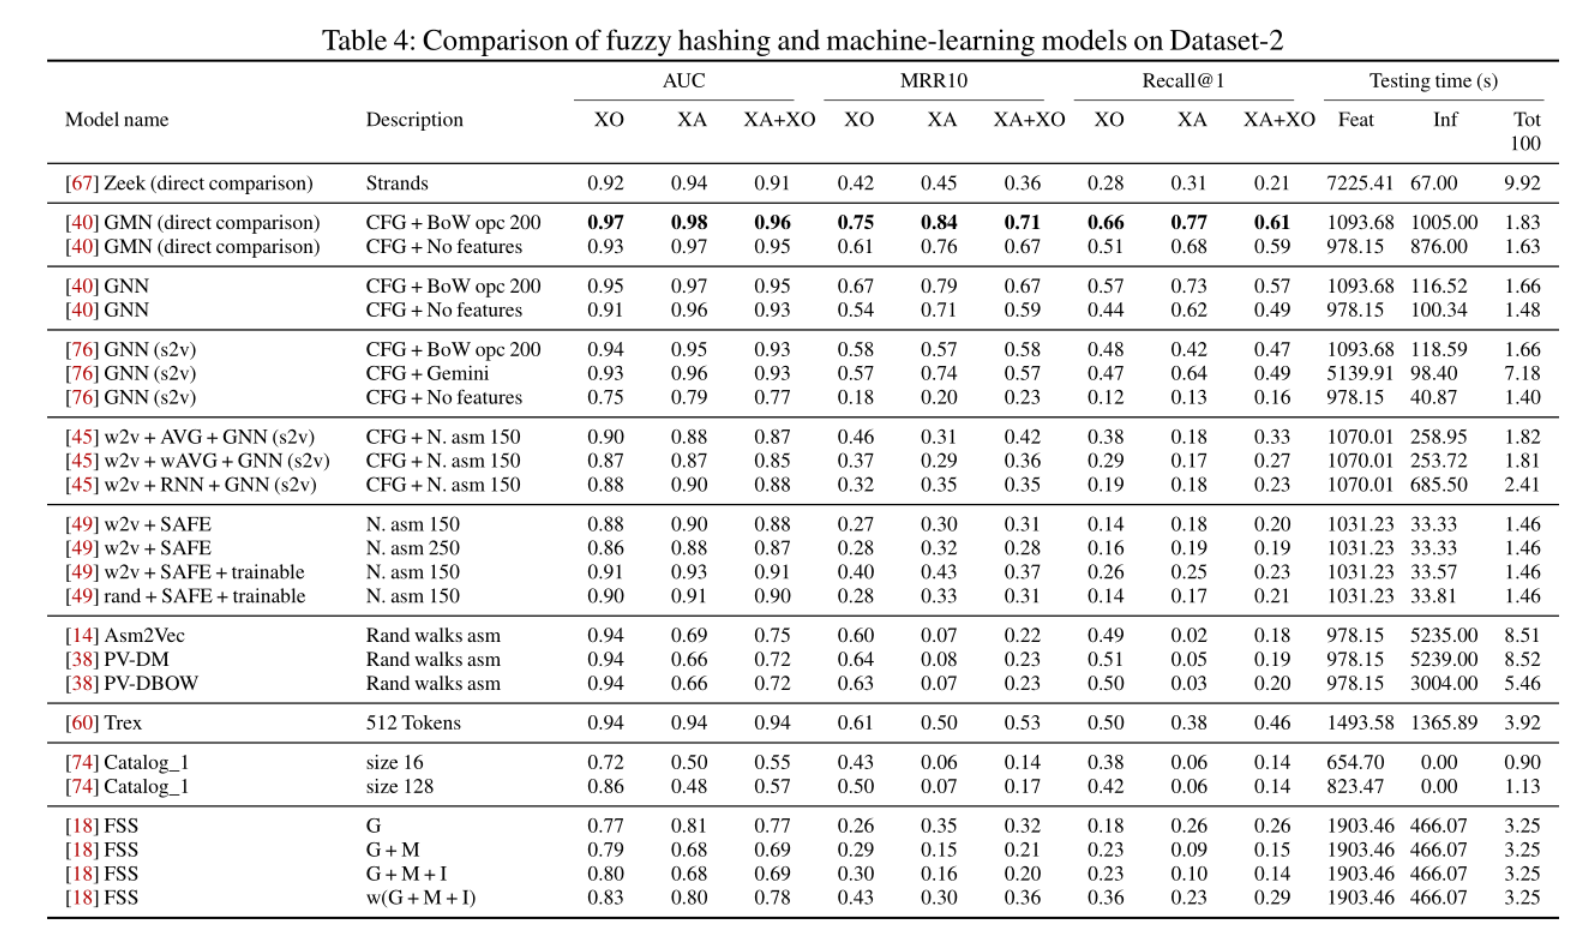 Table 4: Comparison of fuzzy hashing and machine-learning models on Dataset-2
AUC MRR10 Recall@1 Testing time (s)
Model name Description XO XA XA+XO XO XA XA+XO XO XA XA+XO Feat Inf Tot
100
[67] Zeek (direct comparison) Strands 0.92 0.94 0.91 0.42 0.45 0.36 0.28 0.31 0.21 7225.41 67.00 9.92
[40] GMN (direct comparison) CFG + BoW opc 200 0.97 0.98 0.96 0.75 0.84 0.71 0.66 0.77 0.61 1093.68 1005.00 1.83
[40] GMN (direct comparison) CFG + No features 0.93 0.97 0.95 0.61 0.76 0.67 0.51 0.68 0.59 978.15 876.00 1.63
[40] GNN CFG + BoW opc 200 0.95 0.97 0.95 0.67 0.79 0.67 0.57 0.73 0.57 1093.68 116.52 1.66
[40] GNN CFG + No features 0.91 0.96 0.93 0.54 0.71 0.59 0.44 0.62 0.49 978.15 100.34 1.48
[76] GNN (s2v) CFG + BoW opc 200 0.94 0.95 0.93 0.58 0.57 0.58 0.48 0.42 0.47 1093.68 118.59 1.66
[76] GNN (s2v) CFG + Gemini 0.93 0.96 0.93 0.57 0.74 0.57 0.47 0.64 0.49 5139.91 98.40 7.18
[76] GNN (s2v) CFG + No features 0.75 0.79 0.77 0.18 0.20 0.23 0.12 0.13 0.16 978.15 40.87 1.40
[45] w2v + AVG + GNN (s2v) CFG + N. asm 150 0.90 0.88 0.87 0.46 0.31 0.42 0.38 0.18 0.33 1070.01 258.95 1.82
[45] w2v + wAVG + GNN (s2v) CFG + N. asm 150 0.87 0.87 0.85 0.37 0.29 0.36 0.29 0.17 0.27 1070.01 253.72 1.81
[45] w2v + RNN + GNN (s2v) CFG + N. asm 150 0.88 0.90 0.88 0.32 0.35 0.35 0.19 0.18 0.23 1070.01 685.50 2.41
[49] w2v + SAFE N. asm 150 0.88 0.90 0.88 0.27 0.30 0.31 0.14 0.18 0.20 1031.23 33.33 1.46
[49] w2v + SAFE N. asm 250 0.86 0.88 0.87 0.28 0.32 0.28 0.16 0.19 0.19 1031.23 33.33 1.46
[49] w2v + SAFE + trainable N. asm 150 0.91 0.93 0.91 0.40 0.43 0.37 0.26 0.25 0.23 1031.23 33.57 1.46
[49] rand + SAFE + trainable N. asm 150 0.90 0.91 0.90 0.28 0.33 0.31 0.14 0.17 0.21 1031.23 33.81 1.46
[14] Asm2Vec Rand walks asm 0.94 0.69 0.75 0.60 0.07 0.22 0.49 0.02 0.18 978.15 5235.00 8.51
[38] PV-DM Rand walks asm 0.94 0.66 0.72 0.64 0.08 0.23 0.51 0.05 0.19 978.15 5239.00 8.52
[38] PV-DBOW Rand walks asm 0.94 0.66 0.72 0.63 0.07 0.23 0.50 0.03 0.20 978.15 3004.00 5.46
[60] Trex 512 Tokens 0.94 0.94 0.94 0.61 0.50 0.53 0.50 0.38 0.46 1493.58 1365.89 3.92
[74] Catalog_1 size 16 0.72 0.50 0.55 0.43 0.06 0.14 0.38 0.06 0.14 654.70 0.00 0.90
[74] Catalog_1 size 128 0.86 0.48 0.57 0.50 0.07 0.17 0.42 0.06 0.14 823.47 0.00 1.13
[18] FSS G 0.77 0.81 0.77 0.26 0.35 0.32 0.18 0.26 0.26 1903.46 466.07 3.25
[18] FSS G + M 0.79 0.68 0.69 0.29 0.15 0.21 0.23 0.09 0.15 1903.46 466.07 3.25
[18] FSS G + M + I 0.80 0.68 0.69 0.30 0.16 0.20 0.23 0.10 0.14 1903.46 466.07 3.25
[18] FSS w(G + M + I) 0.83 0.80 0.78 0.43 0.30 0.36 0.36 0.23 0.29 1903.46 466.07 3.25